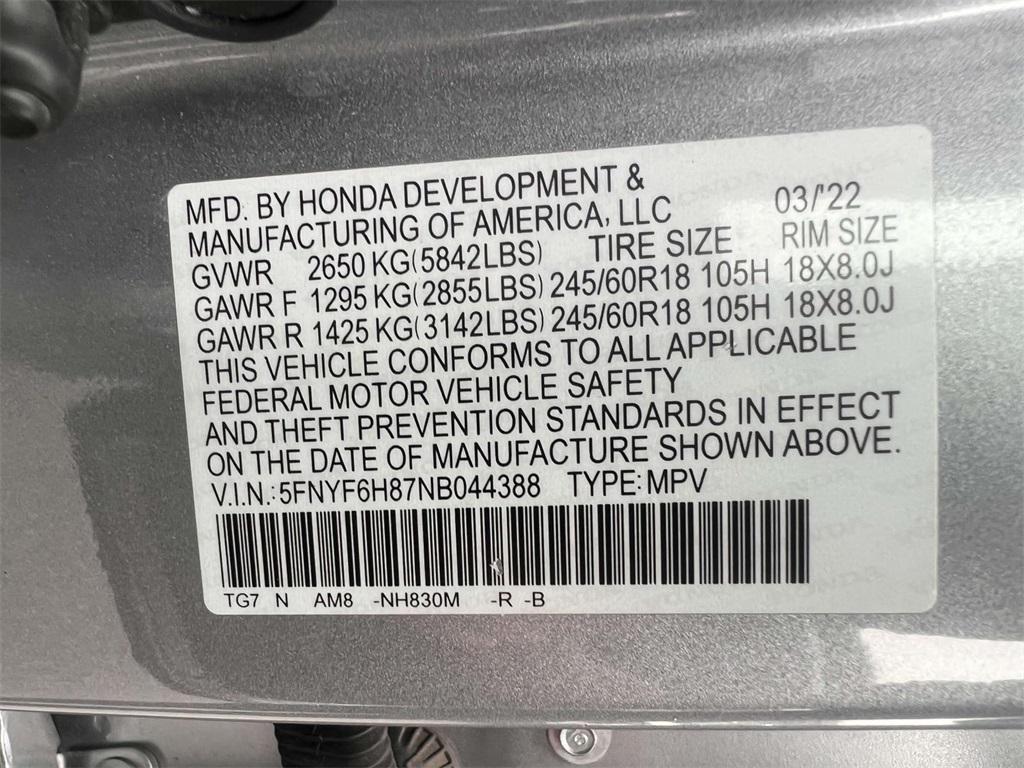 MFD. BY HONDA DEVELOPMENT &
MANUFACTURING OF AMERICA, LLC 03/'22
GVWR 2650 KG(5842LBS) TIRE SIZE RIM SIZE
GAWR F 1295 KG(2855LBS) 245/60R18 105H 18X8.0J
GAWR R 1425 KG(3142LBS) 245/60R18 105H 18X8.0J
THIS VEHICLE CONFORMS TO ALL APPLICABLE
FEDERAL MOTOR VEHICLE SAFETY
AND THEFT PREVENTION STANDARDS IN EFFECT
ON THE DATE OF MANUFACTURE SHOWN ABOVE.
V.I.N.:5FNYF6H87NB044388 TYPE:MPV
TG7 N AM8 -NH830M -R -B